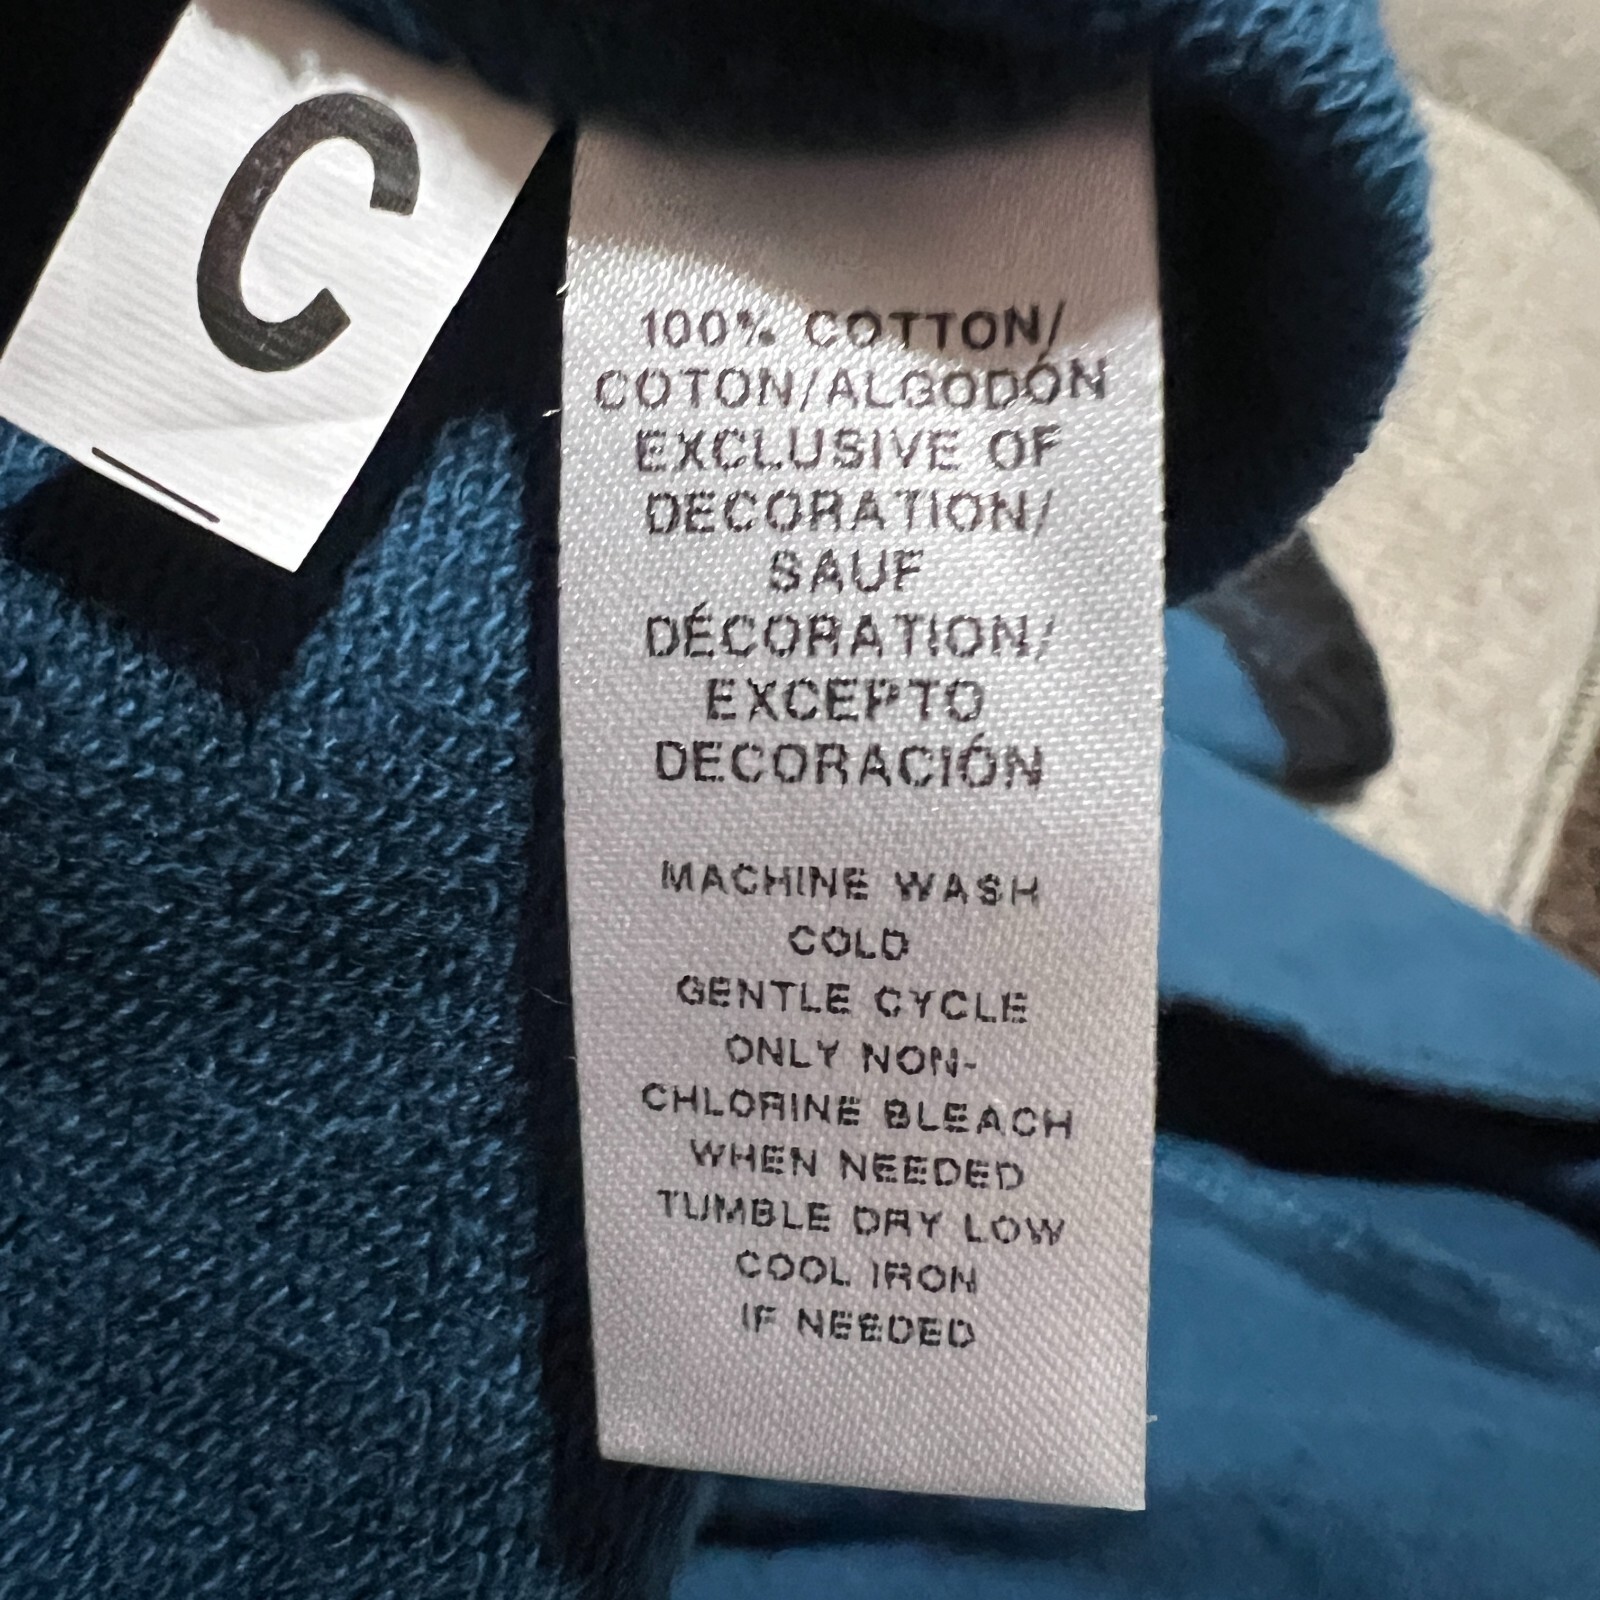 C
100% COTTON/
COTON/ALGODÓN
EXCLUSIVE OF
DECORATION/
SAUF
DÉCORATION/
EXCEPTO
DECORACIÓN
MACHINE WASH
COLD
GENTLE CYCLE
ONLY NON-
CHLORINE BLEACH
WHEN NEEDED
TUMBLE DRY LOW
COOL IRON
IF NEEDED